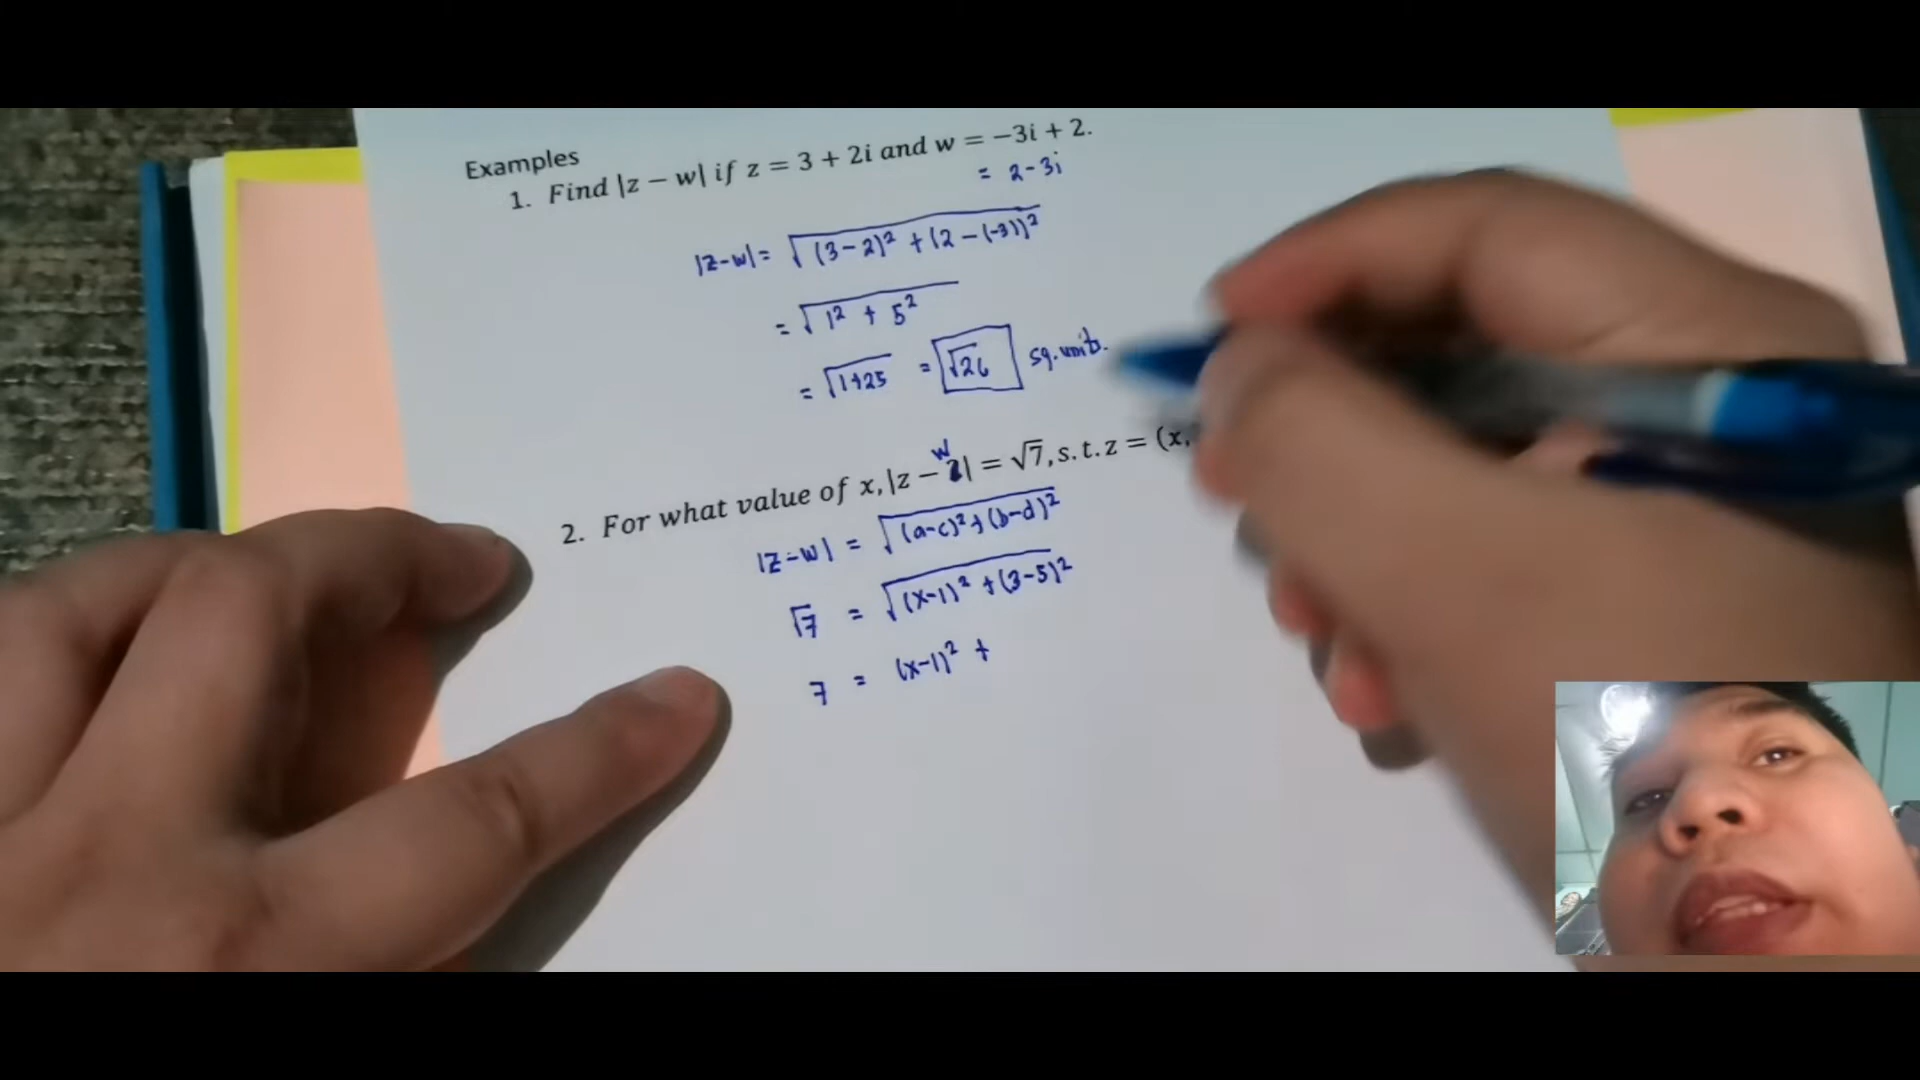 Examples
1. Find |z − w| if z = 3 + 2i and w = −3i + 2.
= 2-3i
|z-w| = √(3-2)² + (2-(-3))²
= √1² + 5²
= √1+25 = √26 sq. units.
w
2. For what value of x, |z − 2| = √7, s.t. z = (x,
|z-w| = √(a-c)² + (b-d)²
√7 = √(x-1)² + (3-5)²
7 = (x-1)² +